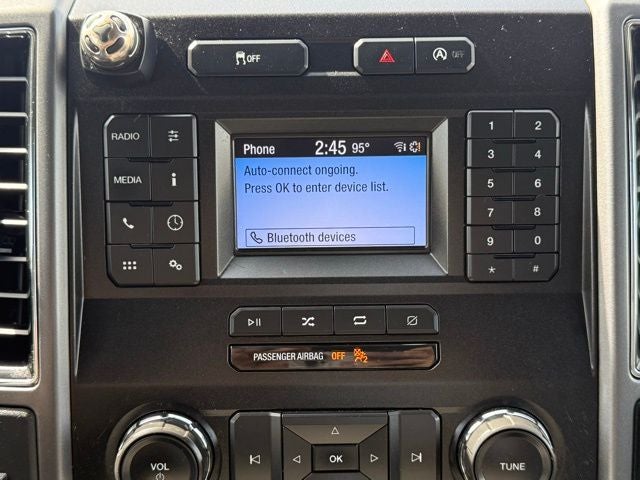 OFF
OFF
RADIO
MEDIA
Phone 2:45 95°
Auto-connect ongoing.
Press OK to enter device list.
Bluetooth devices
1 2
3 4
5 6
7 8
9 0
* #
PASSENGER AIRBAG OFF 2
VOL
OK
TUNE